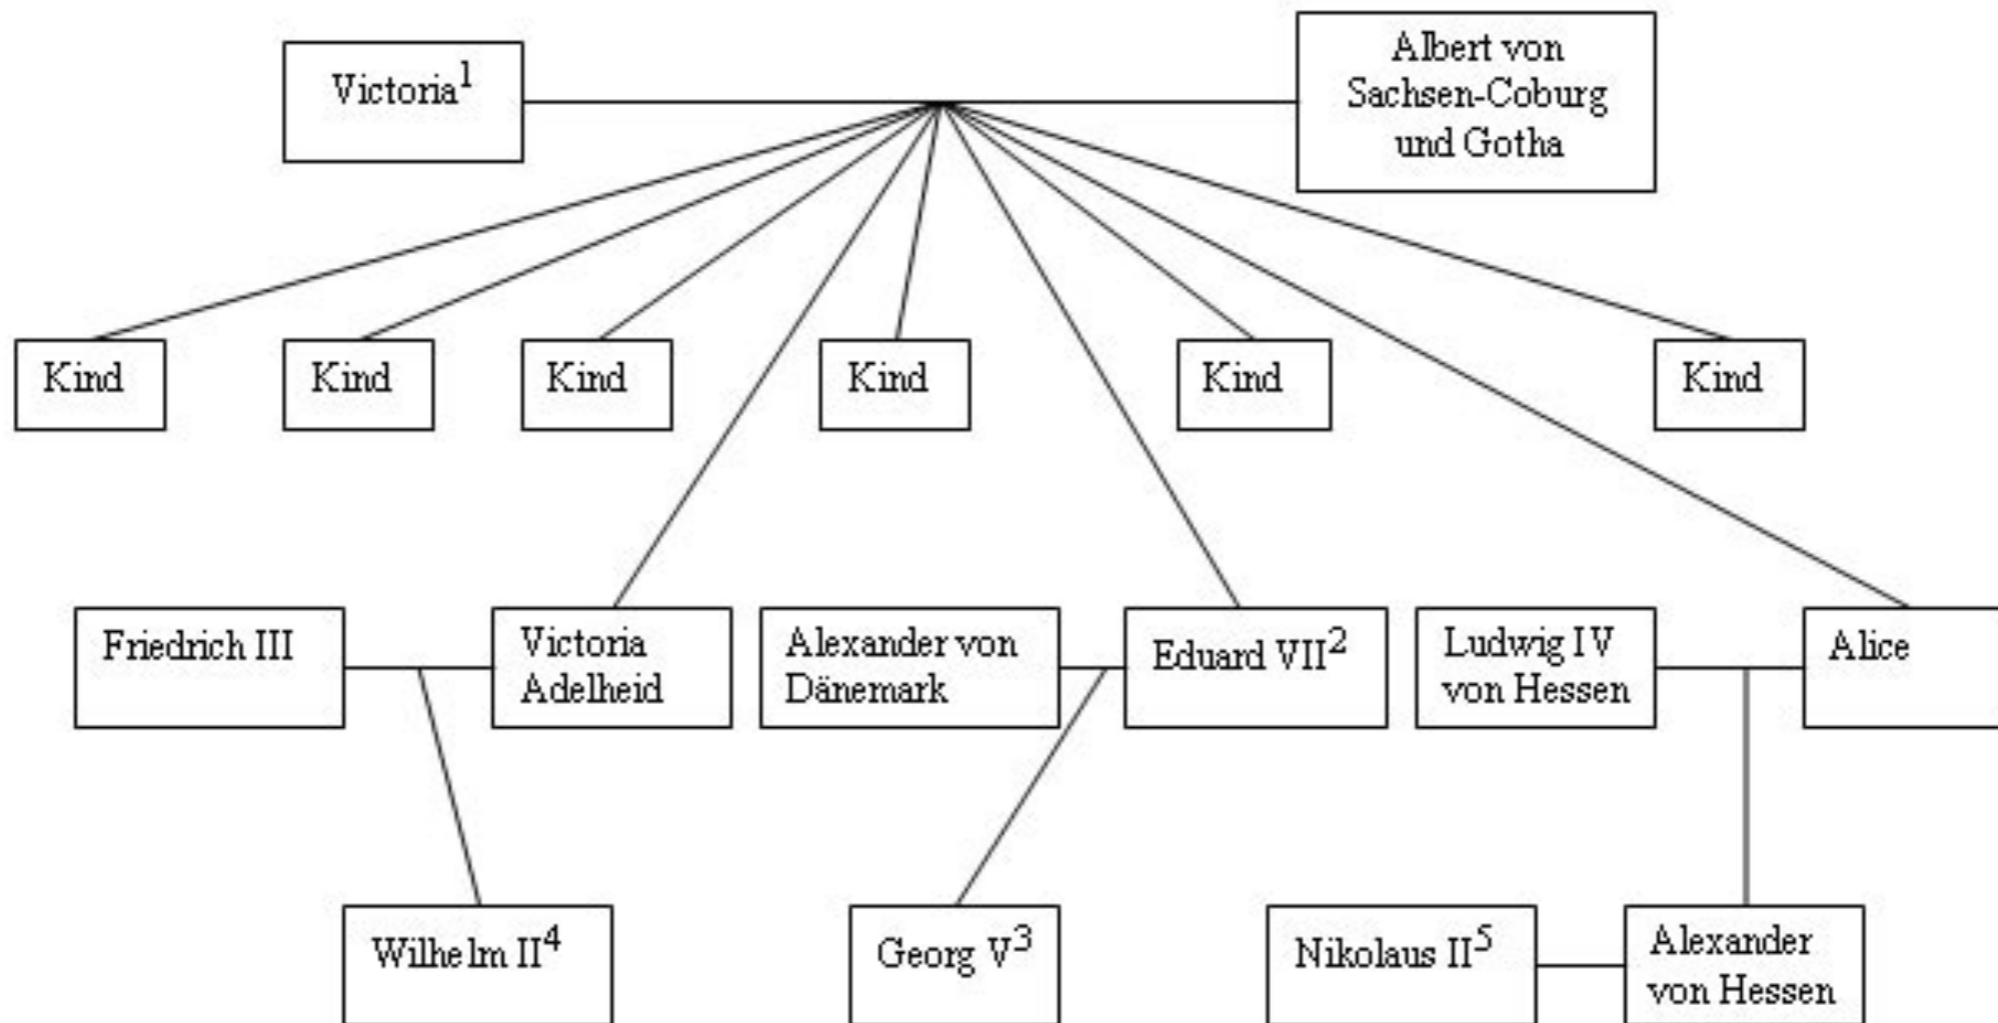 Victoria1
Albert von
Sachsen-Coburg
und Gotha
Kind
Kind
Kind
Kind
Kind
Kind
Friedrich III
Victoria
Adelheid
Alexander von
Dänemark
Eduard VII2
Ludwig IV
von Hessen
Alice
Wilhelm II4
Georg V3
Nikolaus II5
Alexander
von Hessen